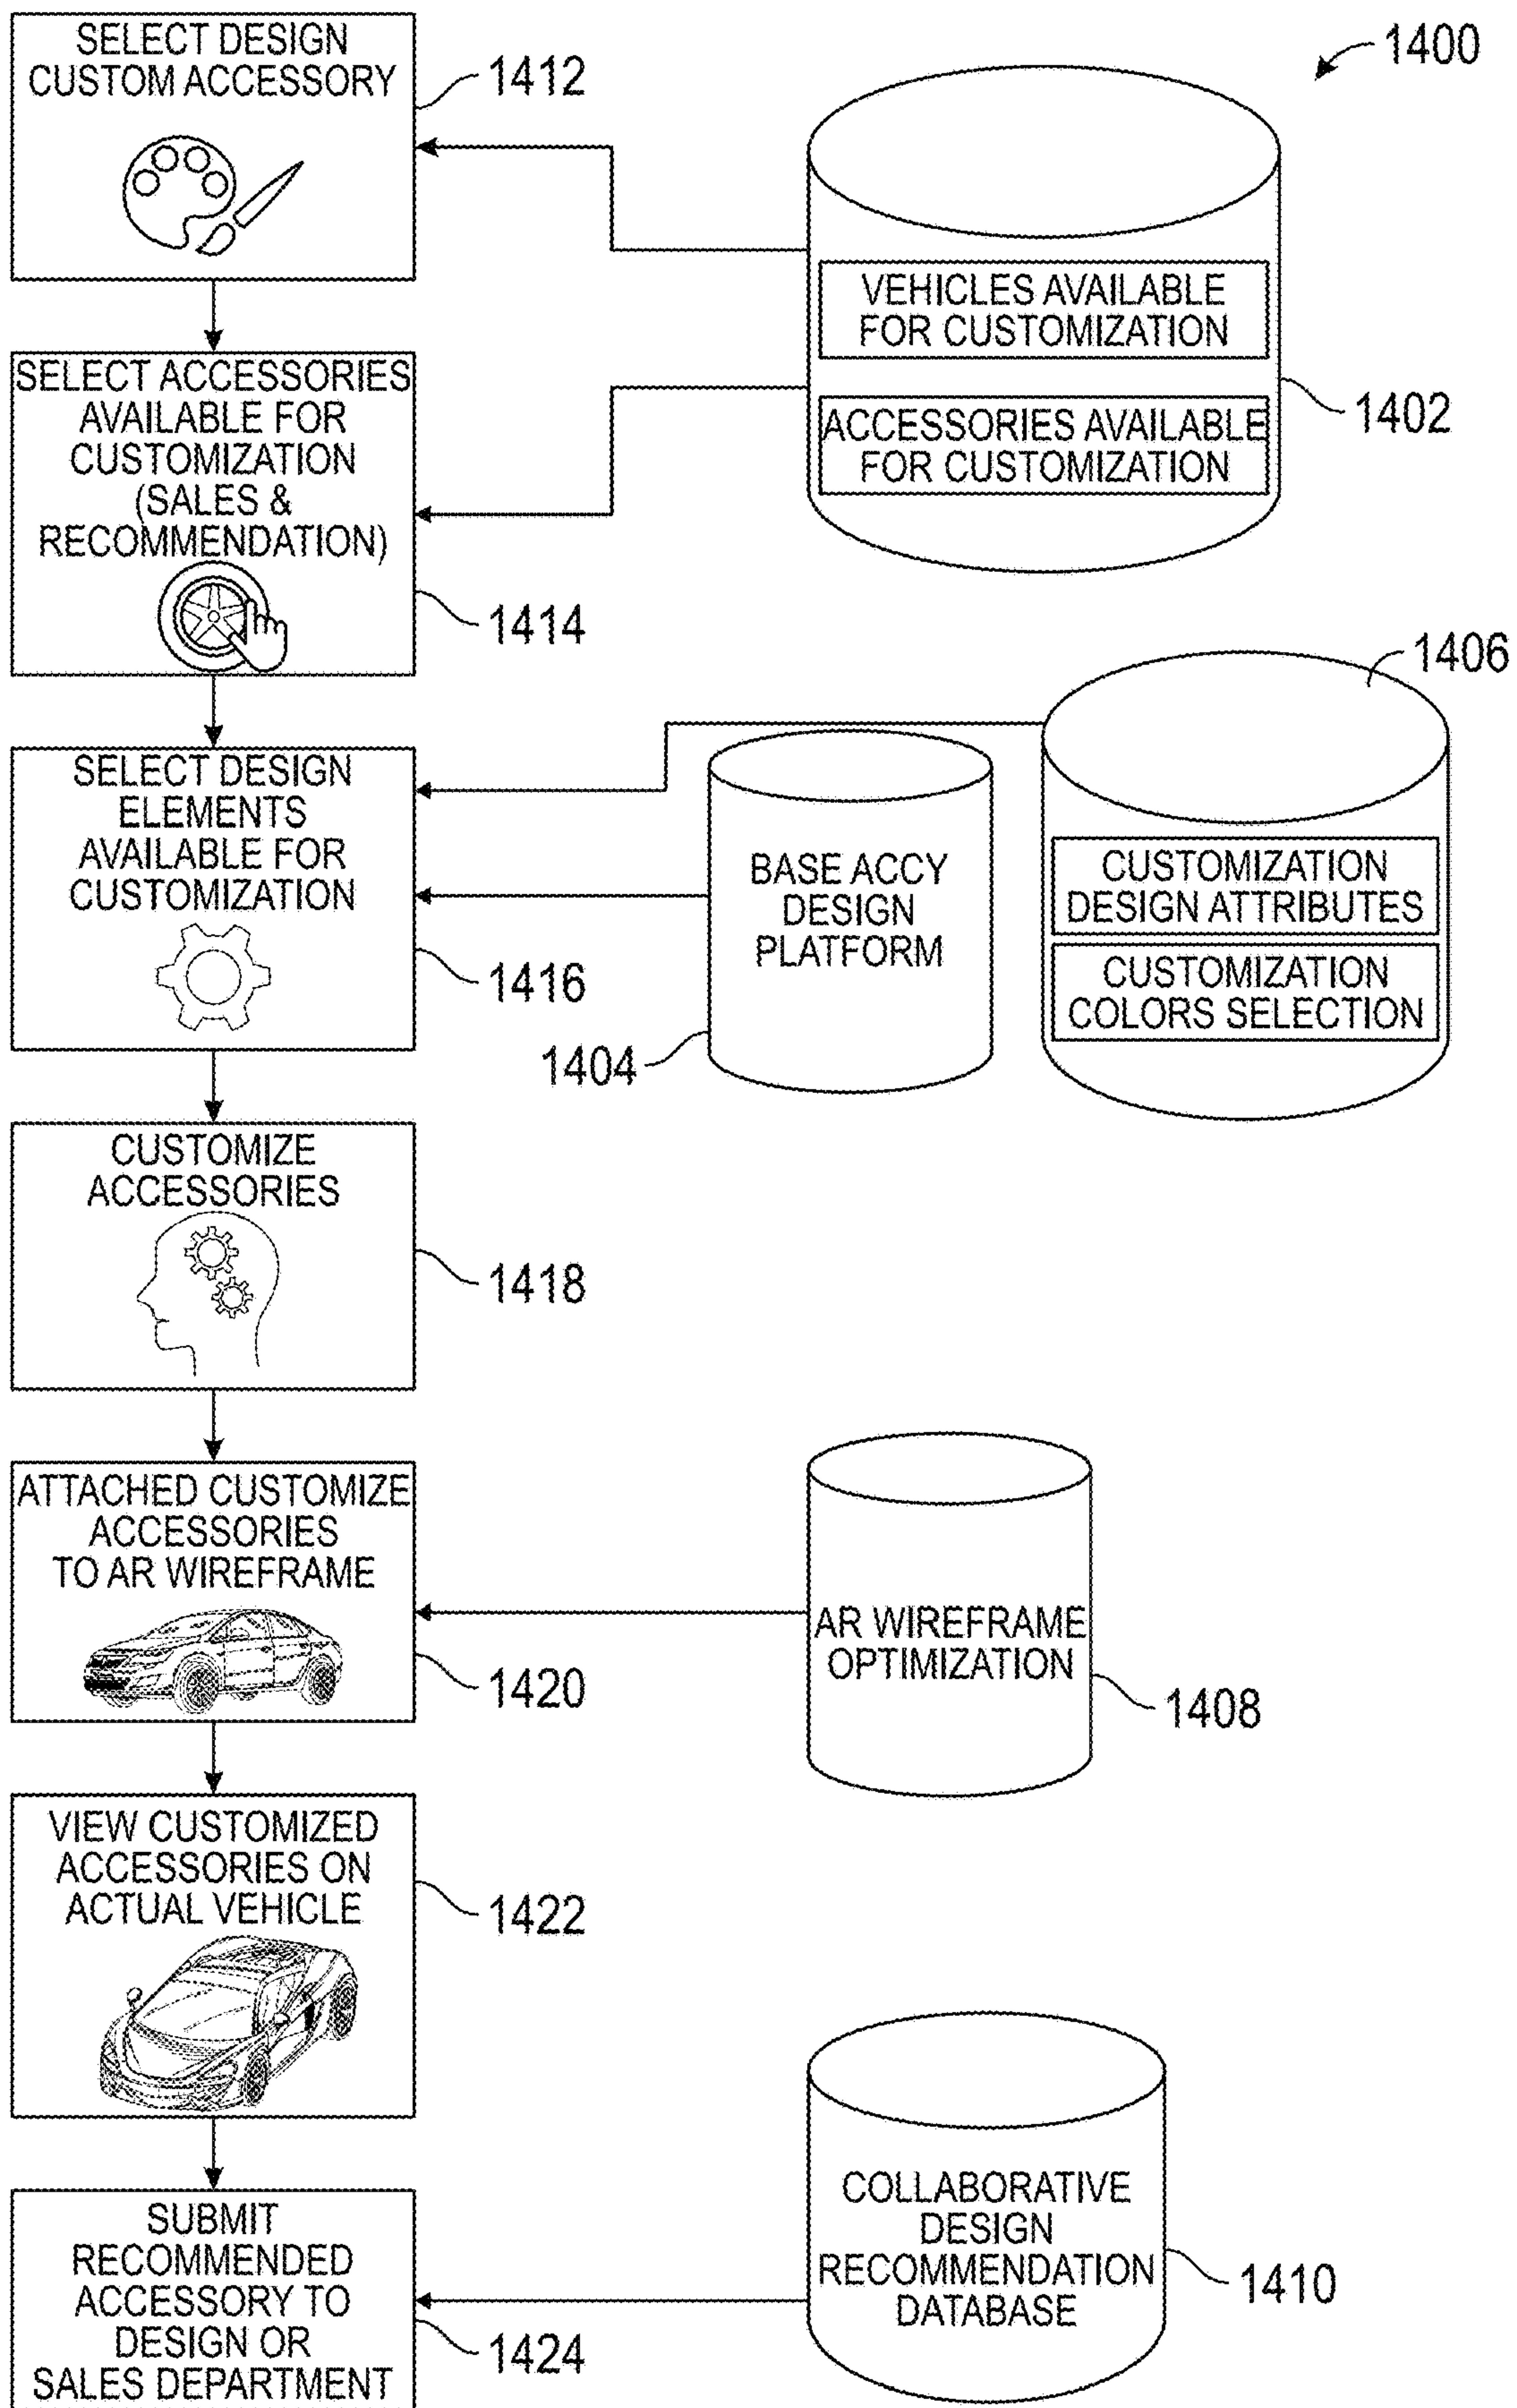 1400
SELECT DESIGN
CUSTOM ACCESSORY
1412
VEHICLES AVAILABLE
FOR CUSTOMIZATION
ACCESSORIES AVAILABLE
FOR CUSTOMIZATION
1402
SELECT ACCESSORIES
AVAILABLE FOR
CUSTOMIZATION
(SALES &
RECOMMENDATION)
1414
1406
SELECT DESIGN
ELEMENTS
AVAILABLE FOR
CUSTOMIZATION
1416
BASE ACCY
DESIGN
PLATFORM
1404
CUSTOMIZATION
DESIGN ATTRIBUTES
CUSTOMIZATION
COLORS SELECTION
CUSTOMIZE
ACCESSORIES
1418
ATTACHED CUSTOMIZE
ACCESSORIES
TO AR WIREFRAME
1420
AR WIREFRAME
OPTIMIZATION
1408
VIEW CUSTOMIZED
ACCESSORIES ON
ACTUAL VEHICLE
1422
SUBMIT
RECOMMENDED
ACCESSORY TO
DESIGN OR
SALES DEPARTMENT
1424
COLLABORATIVE
DESIGN
RECOMMENDATION
DATABASE
1410